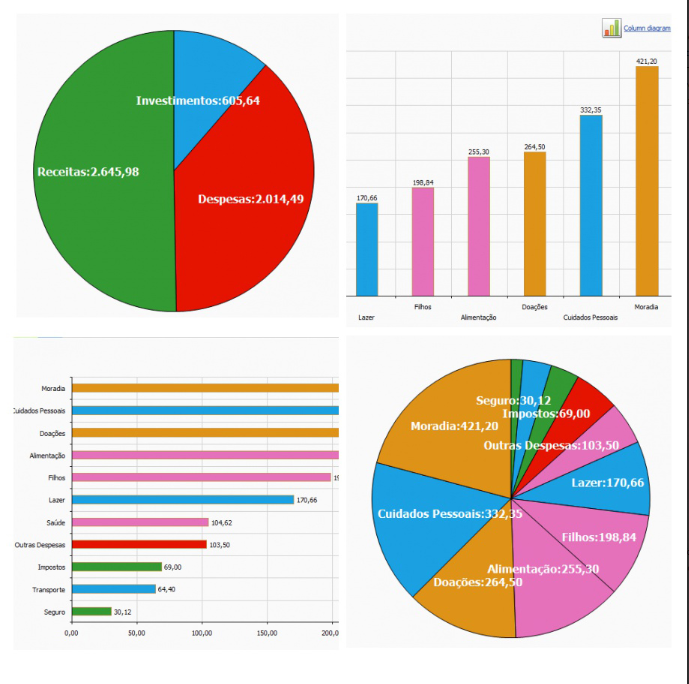 Investimentos:605,64
Receitas:2.645,98
Despesas:2.014,49
Column diagram
421,20
332,35
264,50
255,30
198,84
170,66
Filhos
Doações
Moradia
Lazer
Alimentação
Cuidados Pessoais
Moradia
Cuidados Pessoais
Doações
Alimentação
Filhos
Lazer
170,66
Saúde
104,62
Outras Despesas
103,50
Impostos
69,00
Transporte
64,40
Seguro
30,12
0,00
50,00
100,00
150,00
200,0
Seguro:30,12
Impostos:69,00
Moradia:421,20
Outras Despesas:103,50
Lazer:170,66
Cuidados Pessoais:332,35
Filhos:198,84
Alimentação:255,30
Doações:264,50